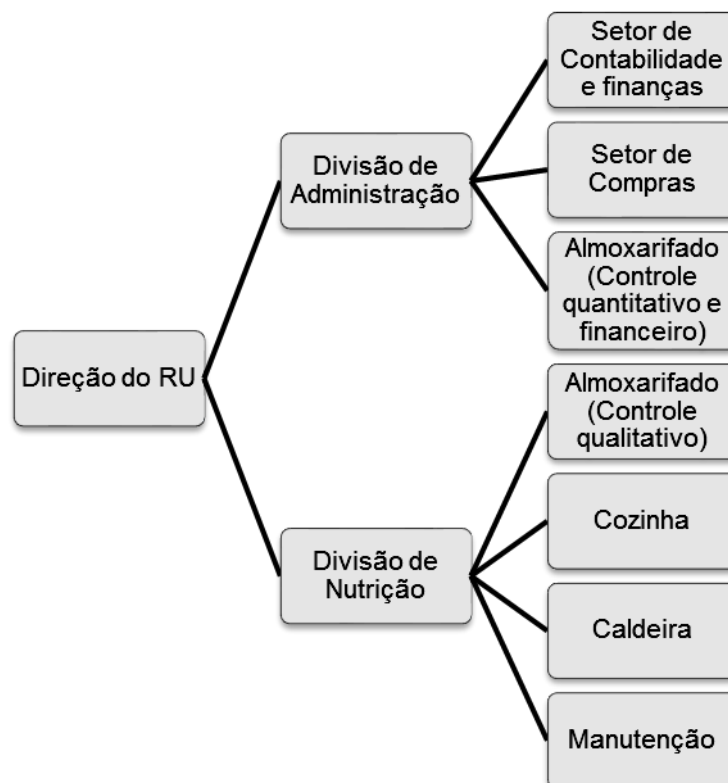 Direção do RU
Divisão de
Administração
Setor de
Contabilidade
e finanças
Setor de
Compras
Almoxarifado
(Controle
quantitativo e
financeiro)
Divisão de
Nutrição
Almoxarifado
(Controle
qualitativo)
Cozinha
Caldeira
Manutenção